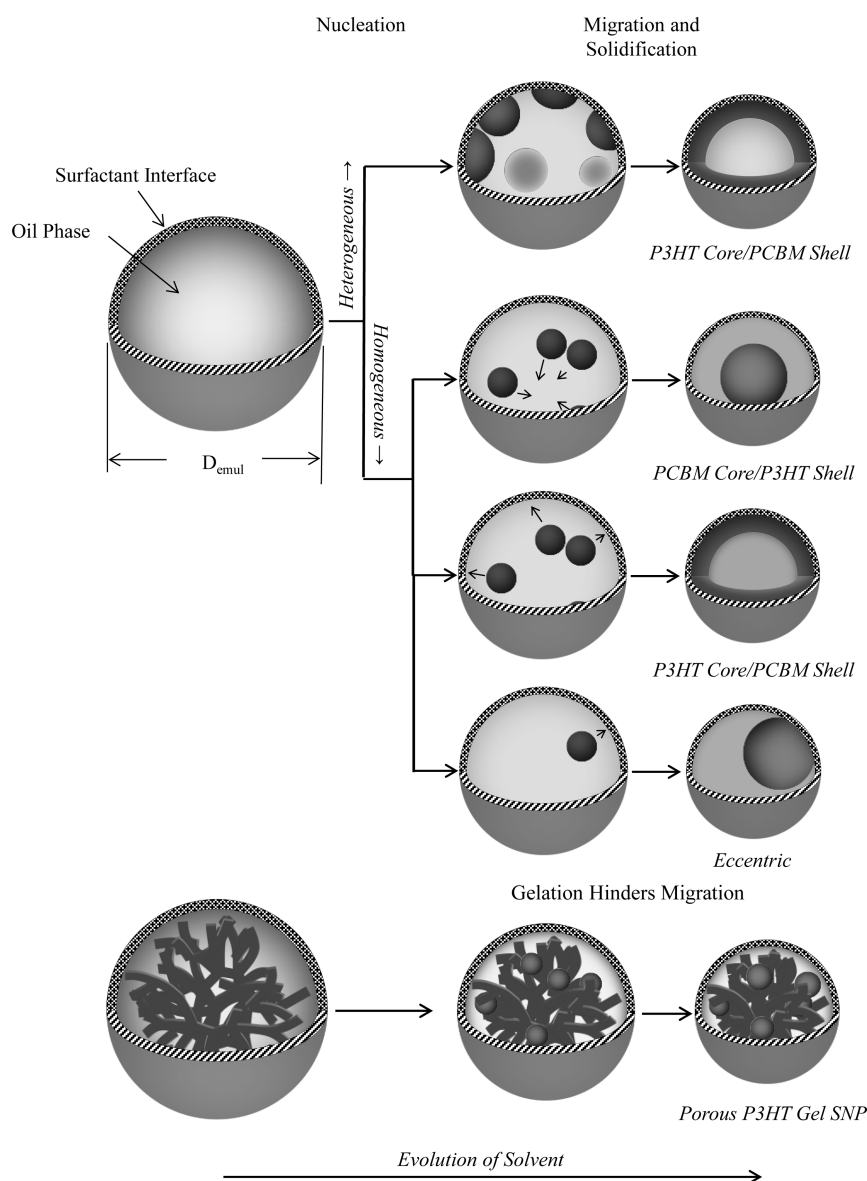 Nucleation
Migration and
Solidification
Surfactant Interface
Oil Phase
Heterogeneous →
P3HT Core/PCBM Shell
Homogeneous →
D_emul
PCBM Core/P3HT Shell
P3HT Core/PCBM Shell
Eccentric
Gelation Hinders Migration
Porous P3HT Gel SNP
Evolution of Solvent